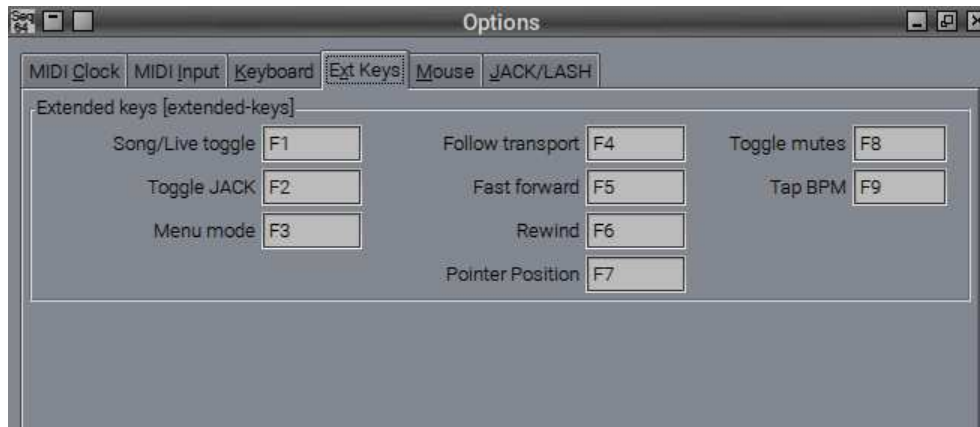 Seq 64
Options
MIDI Clock MIDI Input Keyboard Ext Keys Mouse JACK/LASH
Extended keys [extended-keys]
Song/Live toggle F1 Follow transport F4 Toggle mutes F8
Toggle JACK F2 Fast forward F5 Tap BPM F9
Menu mode F3 Rewind F6
Pointer Position F7